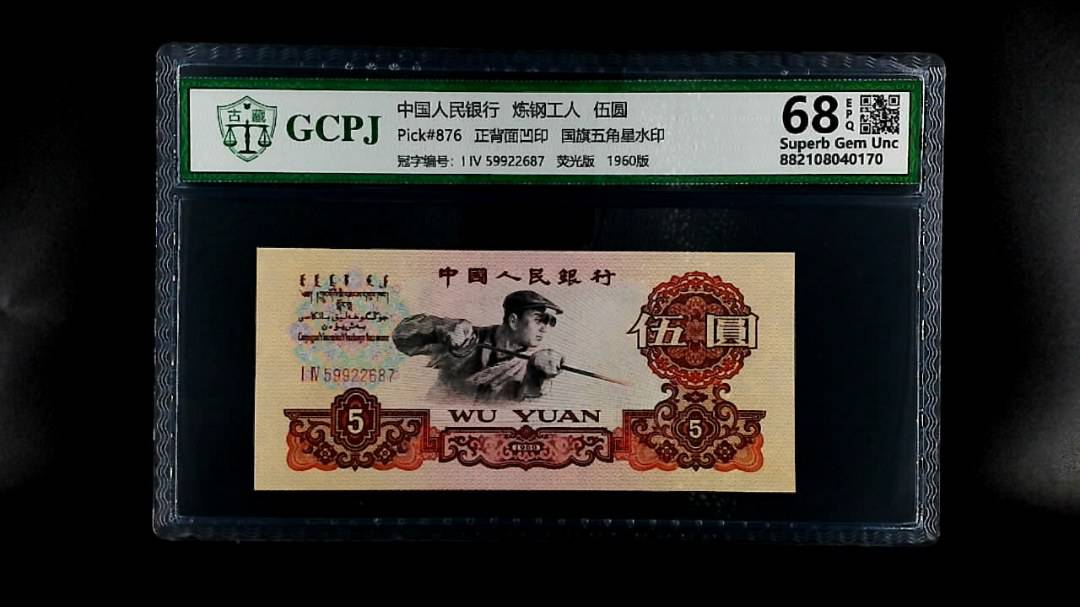 古 藏
GCPJ
中国人民银行 炼钢工人 伍圆
Pick#876 正背面凹印 国旗五角星水印
冠字编号: I IV 59922687 荧光版 1960版
68 EPQ
Superb Gem Unc
882108040170
中國人民銀行
伍圓
I IV 59922687
WU YUAN
5
1960
5